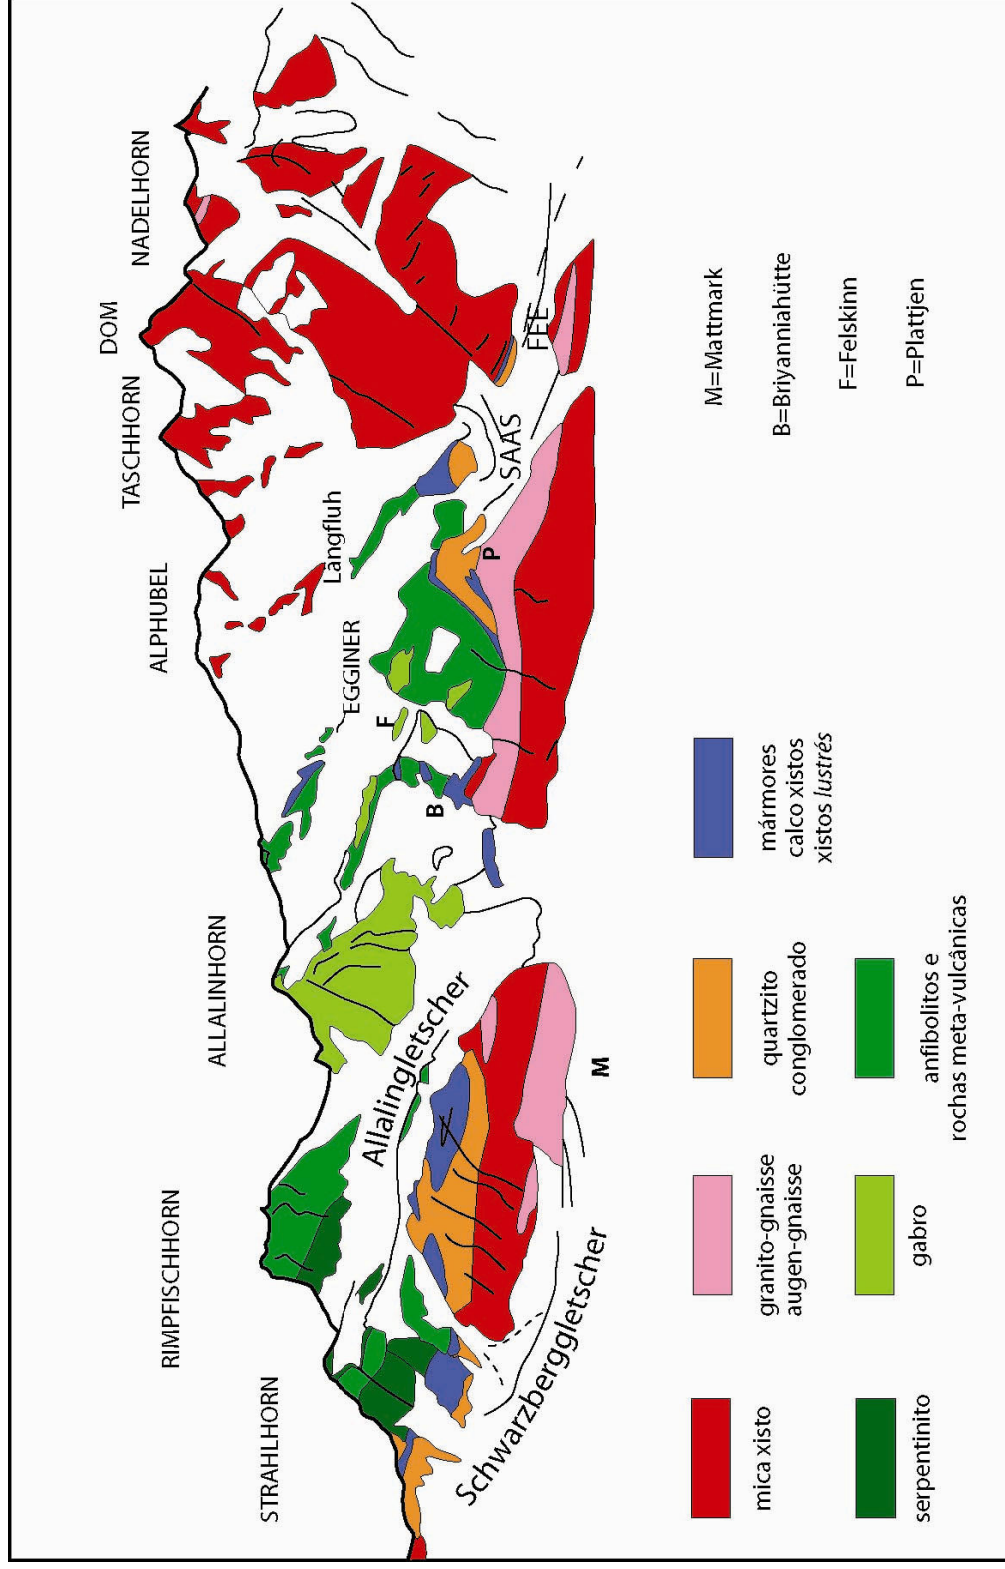 STRAHLHORN
RIMPFISCHHORN
ALLALINHORN
ALPHUBEL
TASCHHORN
DOM
NADELHORN
EGGINER
Längfluh
F
B
P
SAAS
FEE
Allalingletscher
Schwarzberggletscher
M
mica xisto
granito-gnaisse
augen-gnaisse
quartzito
conglomerado
mármores
calco xistos
xistos lustrés
serpentinito
gabro
anfibolitos e
rochas meta-vulcânicas
M=Mattmark
B=Briyanniahütte
F=Felskinn
P=Plattjen